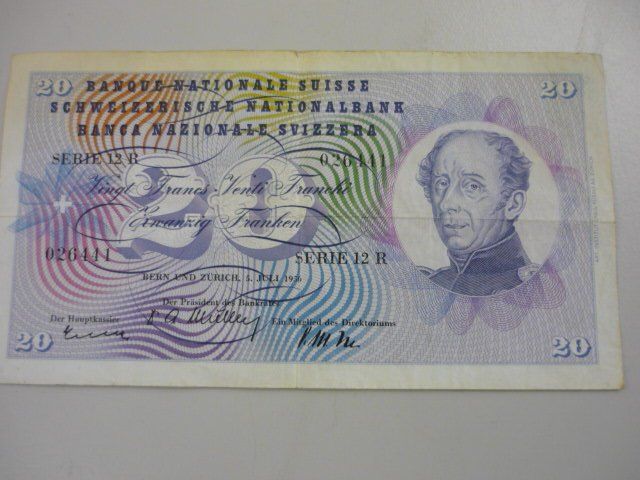 20
20
BANQUE NATIONALE SUISSE
SCHWEIZERISCHE NATIONALBANK
BANCA NAZIONALE SVIZZERA
SERIE 12 R
026441
20
Vingt Francs · Venti Franchi
Zwanzig Franken
026441
SERIE 12 R
BERN UND ZÜRICH, 5. JULI 1956
Der Präsident des Bankrates
Der Hauptkassier
Ein Mitglied des Direktoriums
20
20